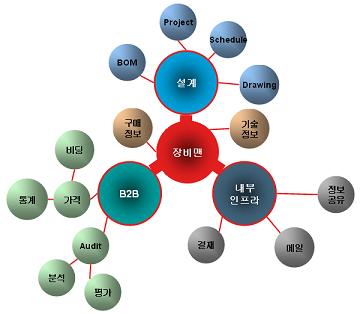 Project
Schedule
BOM
설계
Drawing
구매
정보
기술
정보
장비맨
비딩
통계
가격
B2B
내부
인프라
정보
공유
Audit
결재
메일
분석
평가